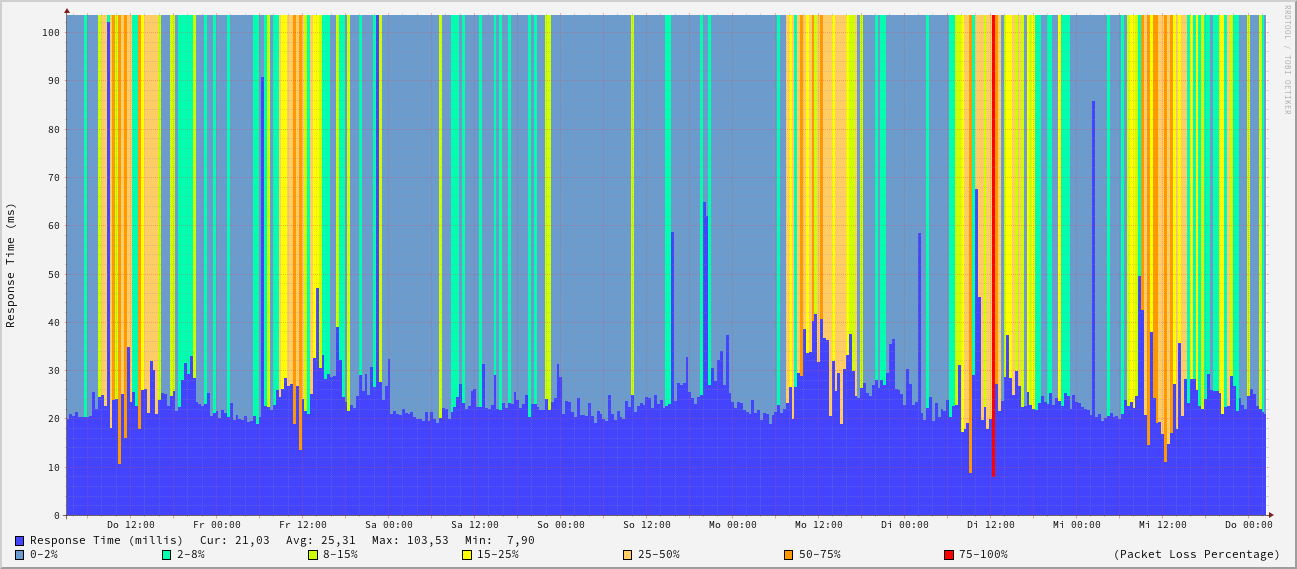 RRDTOOL / TOBI OETIKER
Response Time (ms)
100
90
80
70
60
50
40
30
20
10
0
Do 12:00 Fr 00:00 Fr 12:00 Sa 00:00 Sa 12:00 So 00:00 So 12:00 Mo 00:00 Mo 12:00 Di 00:00 Di 12:00 Mi 00:00 Mi 12:00 Do 00:00
Response Time (millis) Cur: 21,03 Avg: 25,31 Max: 103,53 Min: 7,90
0-2% 2-8% 8-15% 15-25% 25-50% 50-75% 75-100% (Packet Loss Percentage)